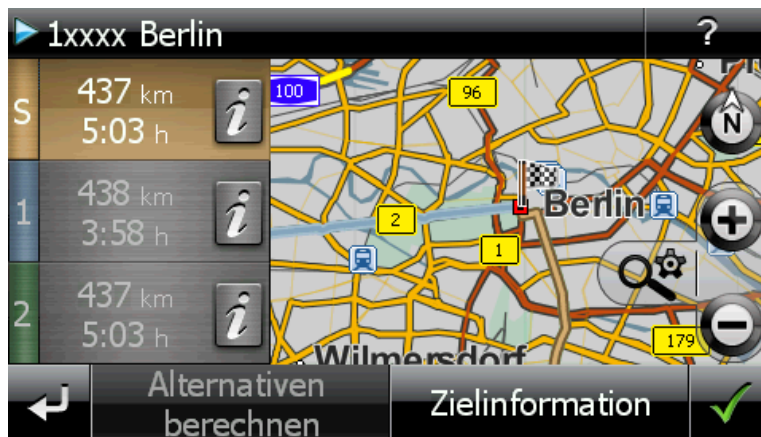 1xxxx Berlin
?
S
437 km
5:03 h
i
1
438 km
3:58 h
i
2
437 km
5:03 h
i
100
96
N
Berlin
2
1
179
Wilmersdorf
Alternativen
berechnen
Zielinformation